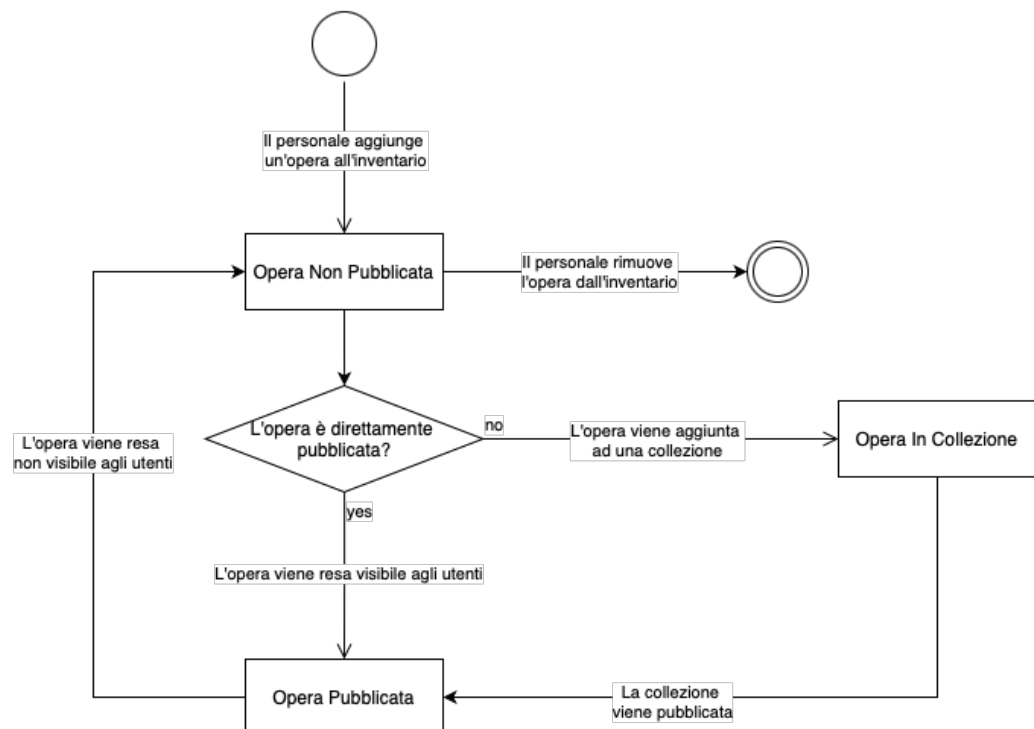 Il personale aggiunge
un'opera all'inventario
Opera Non Pubblicata
Il personale rimuove
l'opera dall'inventario
L'opera è direttamente
pubblicata?
no
L'opera viene aggiunta
ad una collezione
Opera In Collezione
L'opera viene resa
non visibile agli utenti
yes
L'opera viene resa visibile agli utenti
Opera Pubblicata
La collezione
viene pubblicata